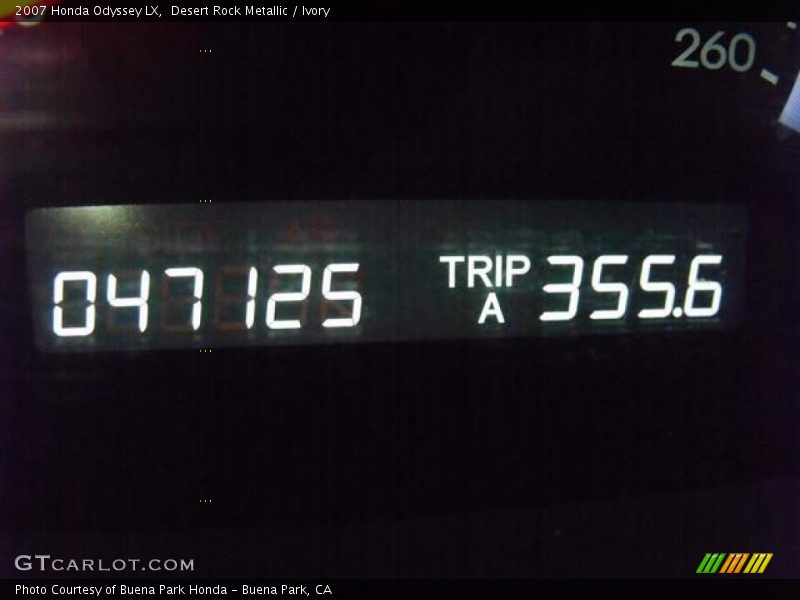 2007 Honda Odyssey LX,  Desert Rock Metallic / Ivory
260
047125 TRIP A 355.6
GTCARLOT.COM
Photo Courtesy of Buena Park Honda - Buena Park, CA